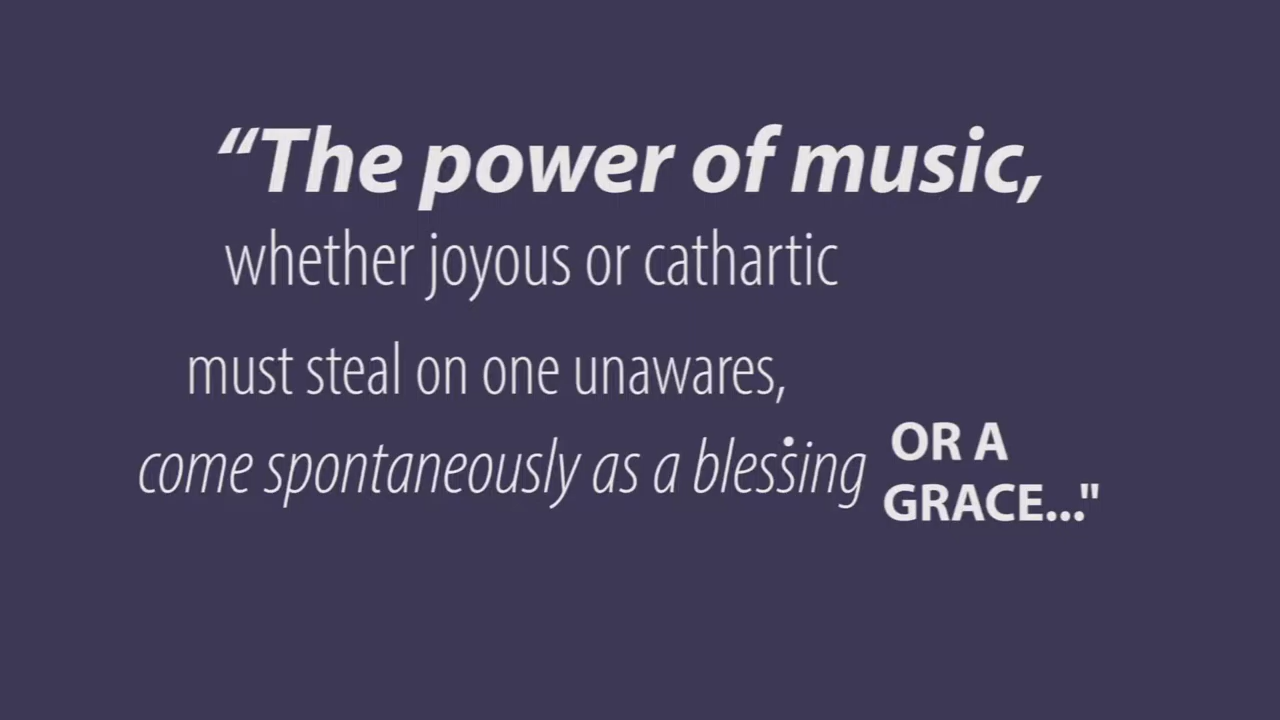 “The power of music,
whether joyous or cathartic
must steal on one unawares,
come spontaneously as a blessing
OR A
GRACE..."